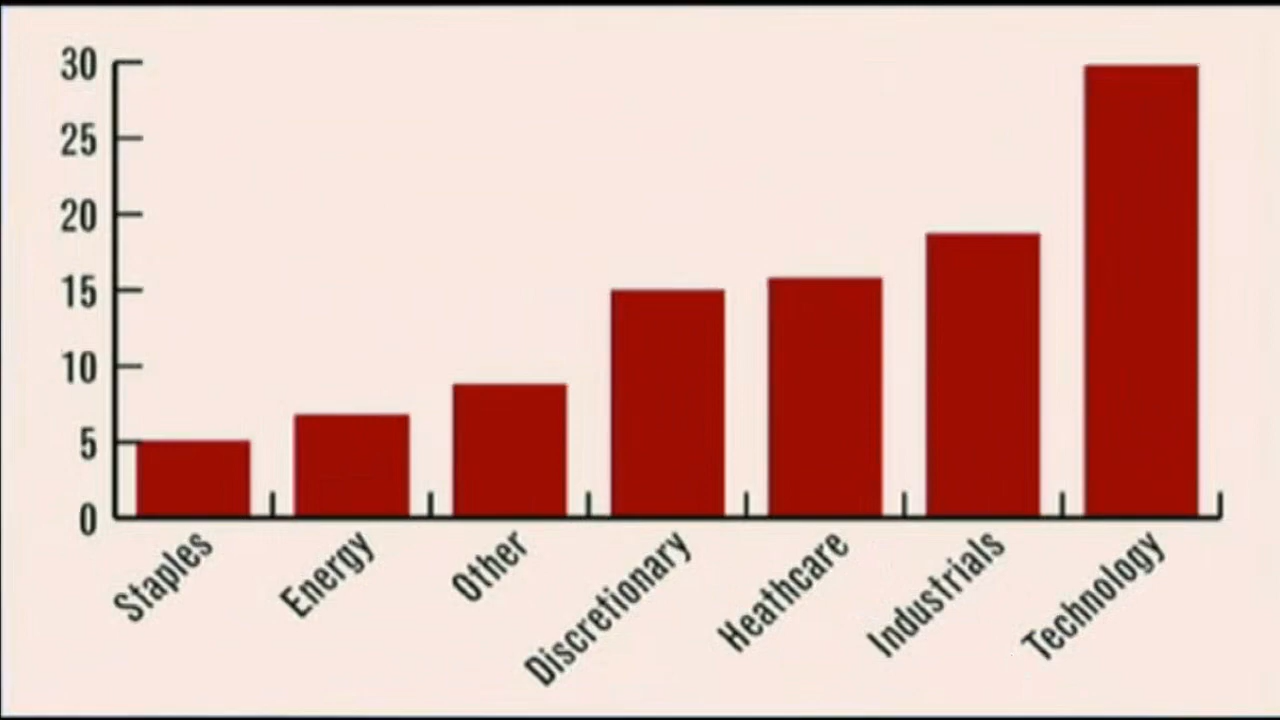 30
25
20
15
10
5
0
Staples
Energy
Other
Discretionary
Heathcare
Industrials
Technology